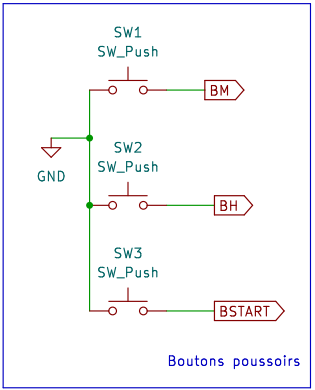 SW1
SW_Push
BM
SW2
SW_Push
GND
BH
SW3
SW_Push
BSTART
Boutons poussoirs